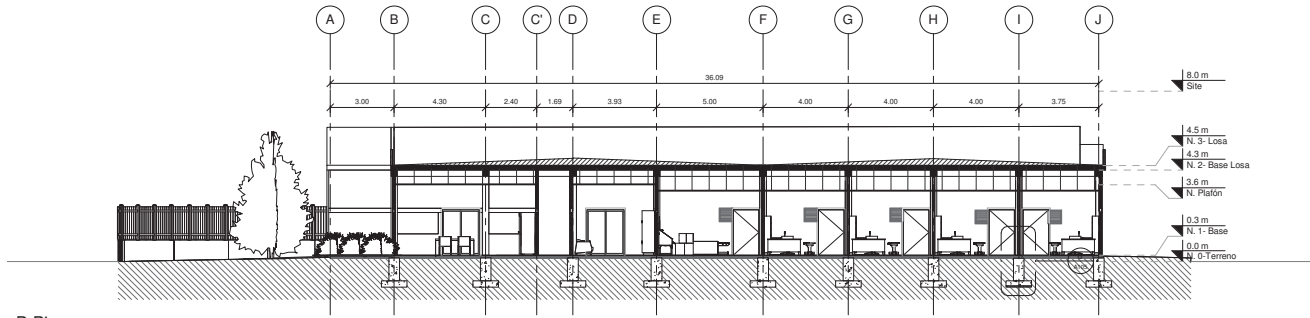 A B C C' D E F G H I J
36.09
3.00 4.30 2.40 1.69 3.93 5.00 4.00 4.00 4.00 3.75
8.0 m
Site
4.5 m
N. 3- Losa
4.3 m
N. 2- Base Losa
3.6 m
N. Plafón
0.3 m
N. 1- Base
0.0 m
N. 0-Terreno